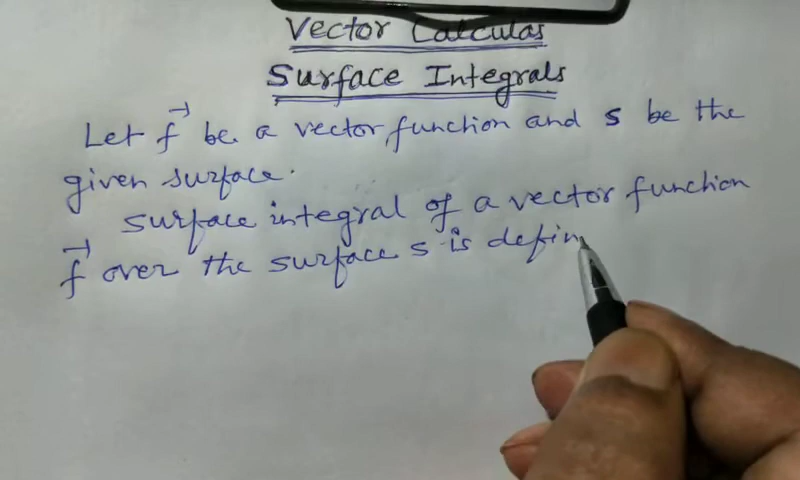 Vector Calculas
Surface Integrals
Let f⃗ be a vector function and s be the
given surface.
surface integral of a vector function
f⃗ over the surface s is defin